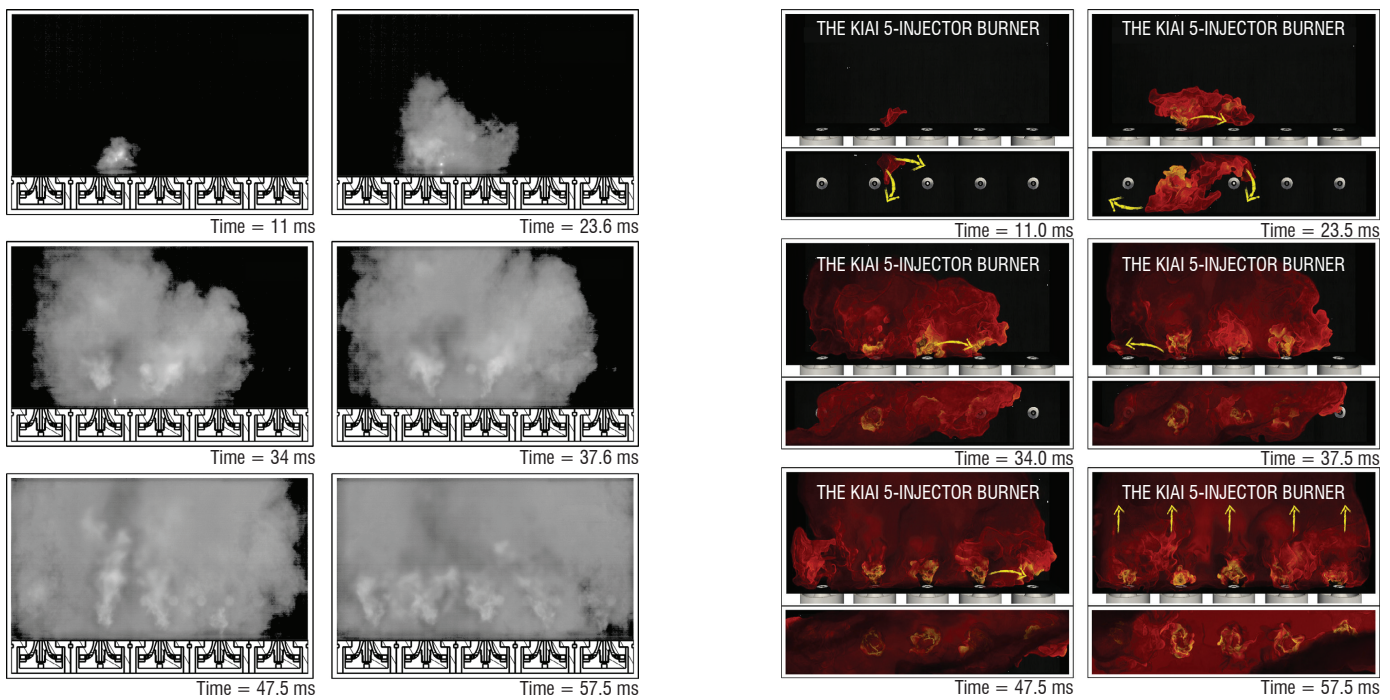 THE KIAI 5-INJECTOR BURNER
THE KIAI 5-INJECTOR BURNER
Time = 11 ms
Time = 23.6 ms
Time = 11.0 ms
Time = 23.5 ms
THE KIAI 5-INJECTOR BURNER
THE KIAI 5-INJECTOR BURNER
Time = 34 ms
Time = 37.6 ms
Time = 34.0 ms
Time = 37.5 ms
THE KIAI 5-INJECTOR BURNER
THE KIAI 5-INJECTOR BURNER
Time = 47.5 ms
Time = 57.5 ms
Time = 47.5 ms
Time = 57.5 ms